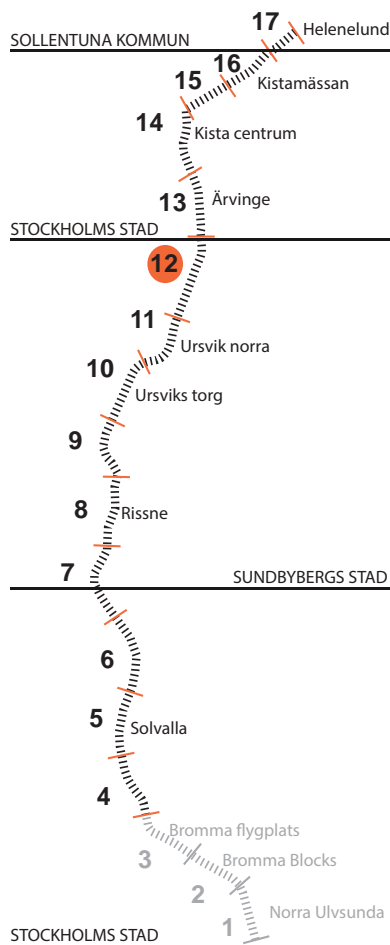 17
Helenelund
SOLLENTUNA KOMMUN
16
Kistamässan
15
14
Kista centrum
13
Ärvinge
STOCKHOLMS STAD
12
11
Ursvik norra
10
Ursviks torg
9
8
Rissne
7
SUNDBYBERGS STAD
6
5
Solvalla
4
Bromma flygplats
3
Bromma Blocks
2
Norra Ulvsunda
1
STOCKHOLMS STAD